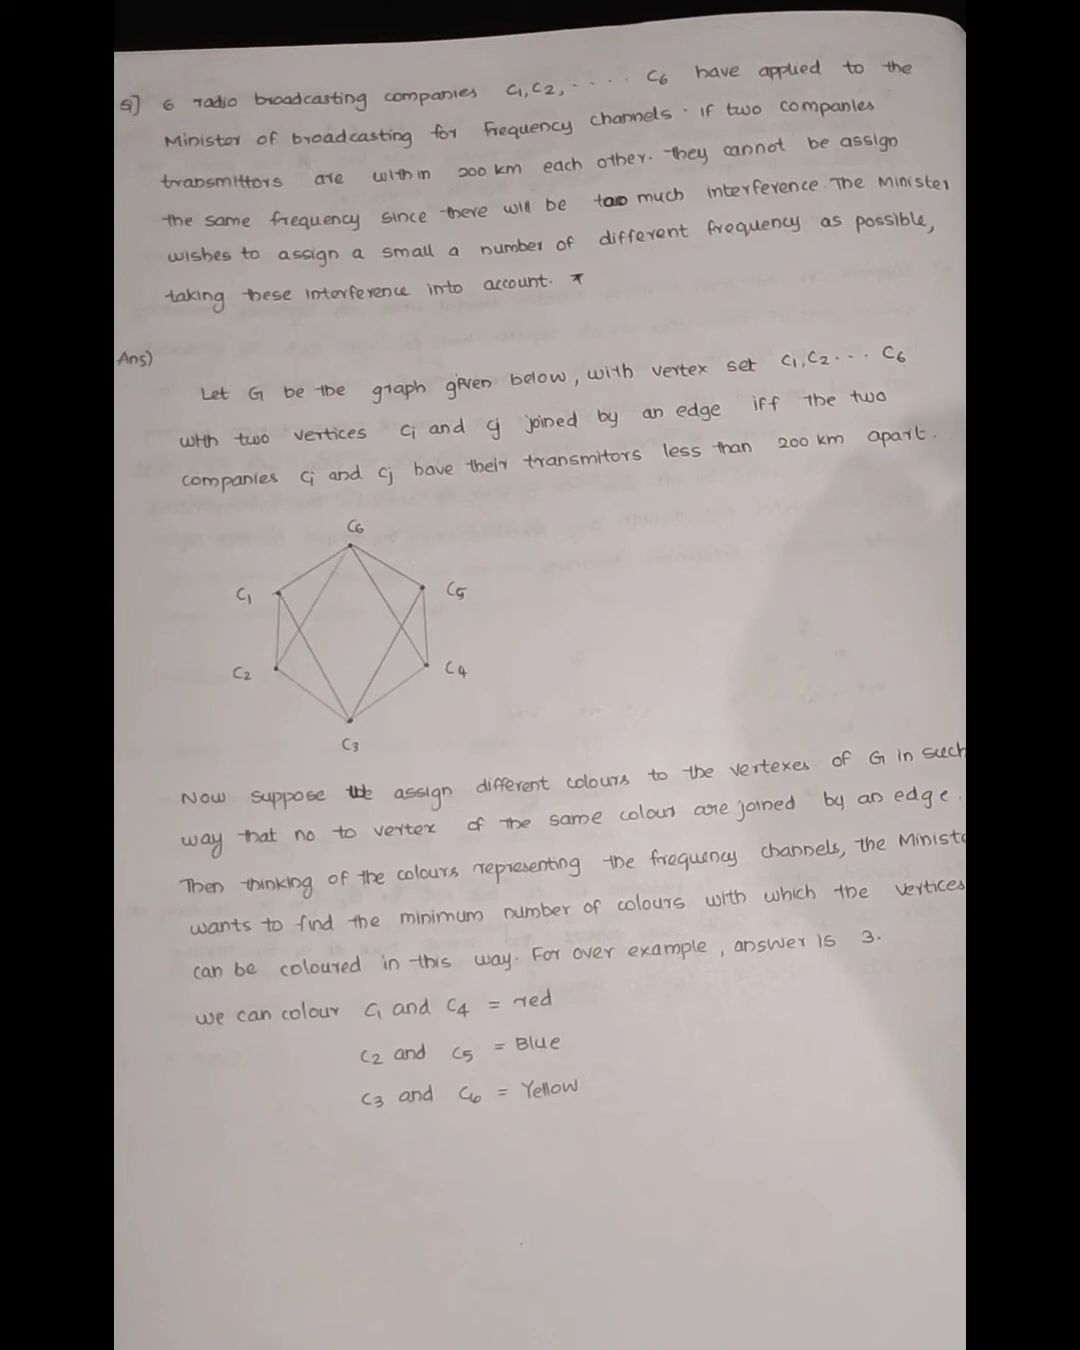 Q] 6 radio broadcasting companies C1, C2, . . . . C6 have applied to the
Minister of broadcasting for frequency channels. If two companies
transmittors are within 200 km each other. They cannot be assign
the same frequency since there will be too much interference. The Minister
wishes to assign a small a number of different frequency as possible,
taking these interference into account.
Ans)
Let G be the graph given below, with vertex set C1, C2 . . . C6
with two vertices Ci and Cj joined by an edge iff the two
companies Ci and Cj have their transmitors less than 200 km apart.
C6
C1 C5
C2 C4
C3
Now suppose We assign different colours to the vertexes of G in such
way that no to vertex of the same colour are joined by an edge.
Then thinking of the colours representing the frequency channels, the Ministe
wants to find the minimum number of colours with which the vertices
can be coloured in this way. For over example, answer is 3.
we can colour C1 and C4 = red
C2 and C5 = Blue
C3 and C6 = Yellow